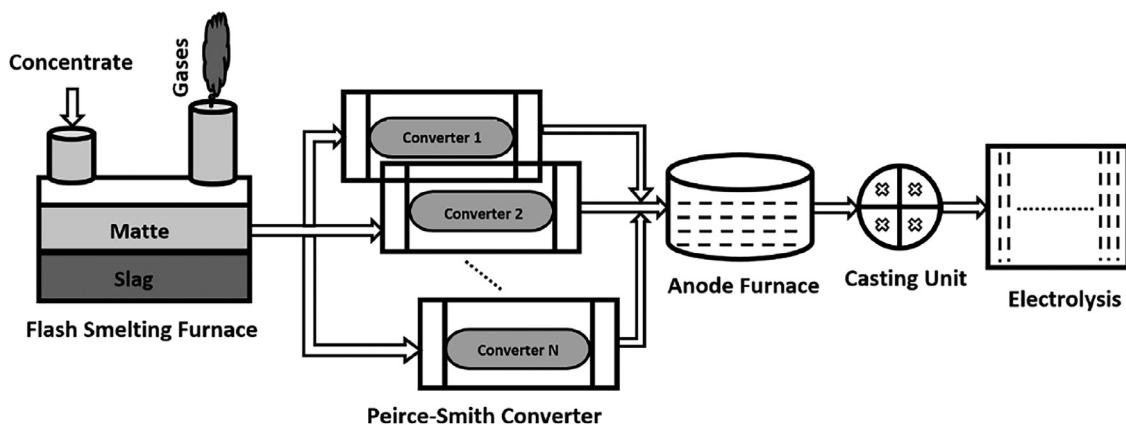 Concentrate
Gases
Matte
Slag
Flash Smelting Furnace
Converter 1
Converter 2
Converter N
Peirce-Smith Converter
Anode Furnace
Casting Unit
Electrolysis